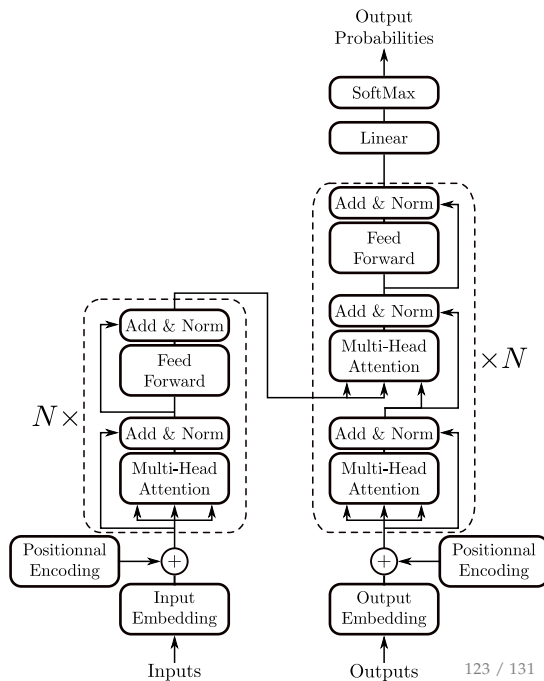 Output
Probabilities
SoftMax
Linear
Add & Norm
Feed
Forward
Add & Norm
Multi-Head
Attention
×N
Add & Norm
Multi-Head
Attention
Add & Norm
Feed
Forward
N×
Add & Norm
Multi-Head
Attention
Positionnal
Encoding
+
Input
Embedding
Inputs
+
Positionnal
Encoding
Output
Embedding
Outputs
123 / 131